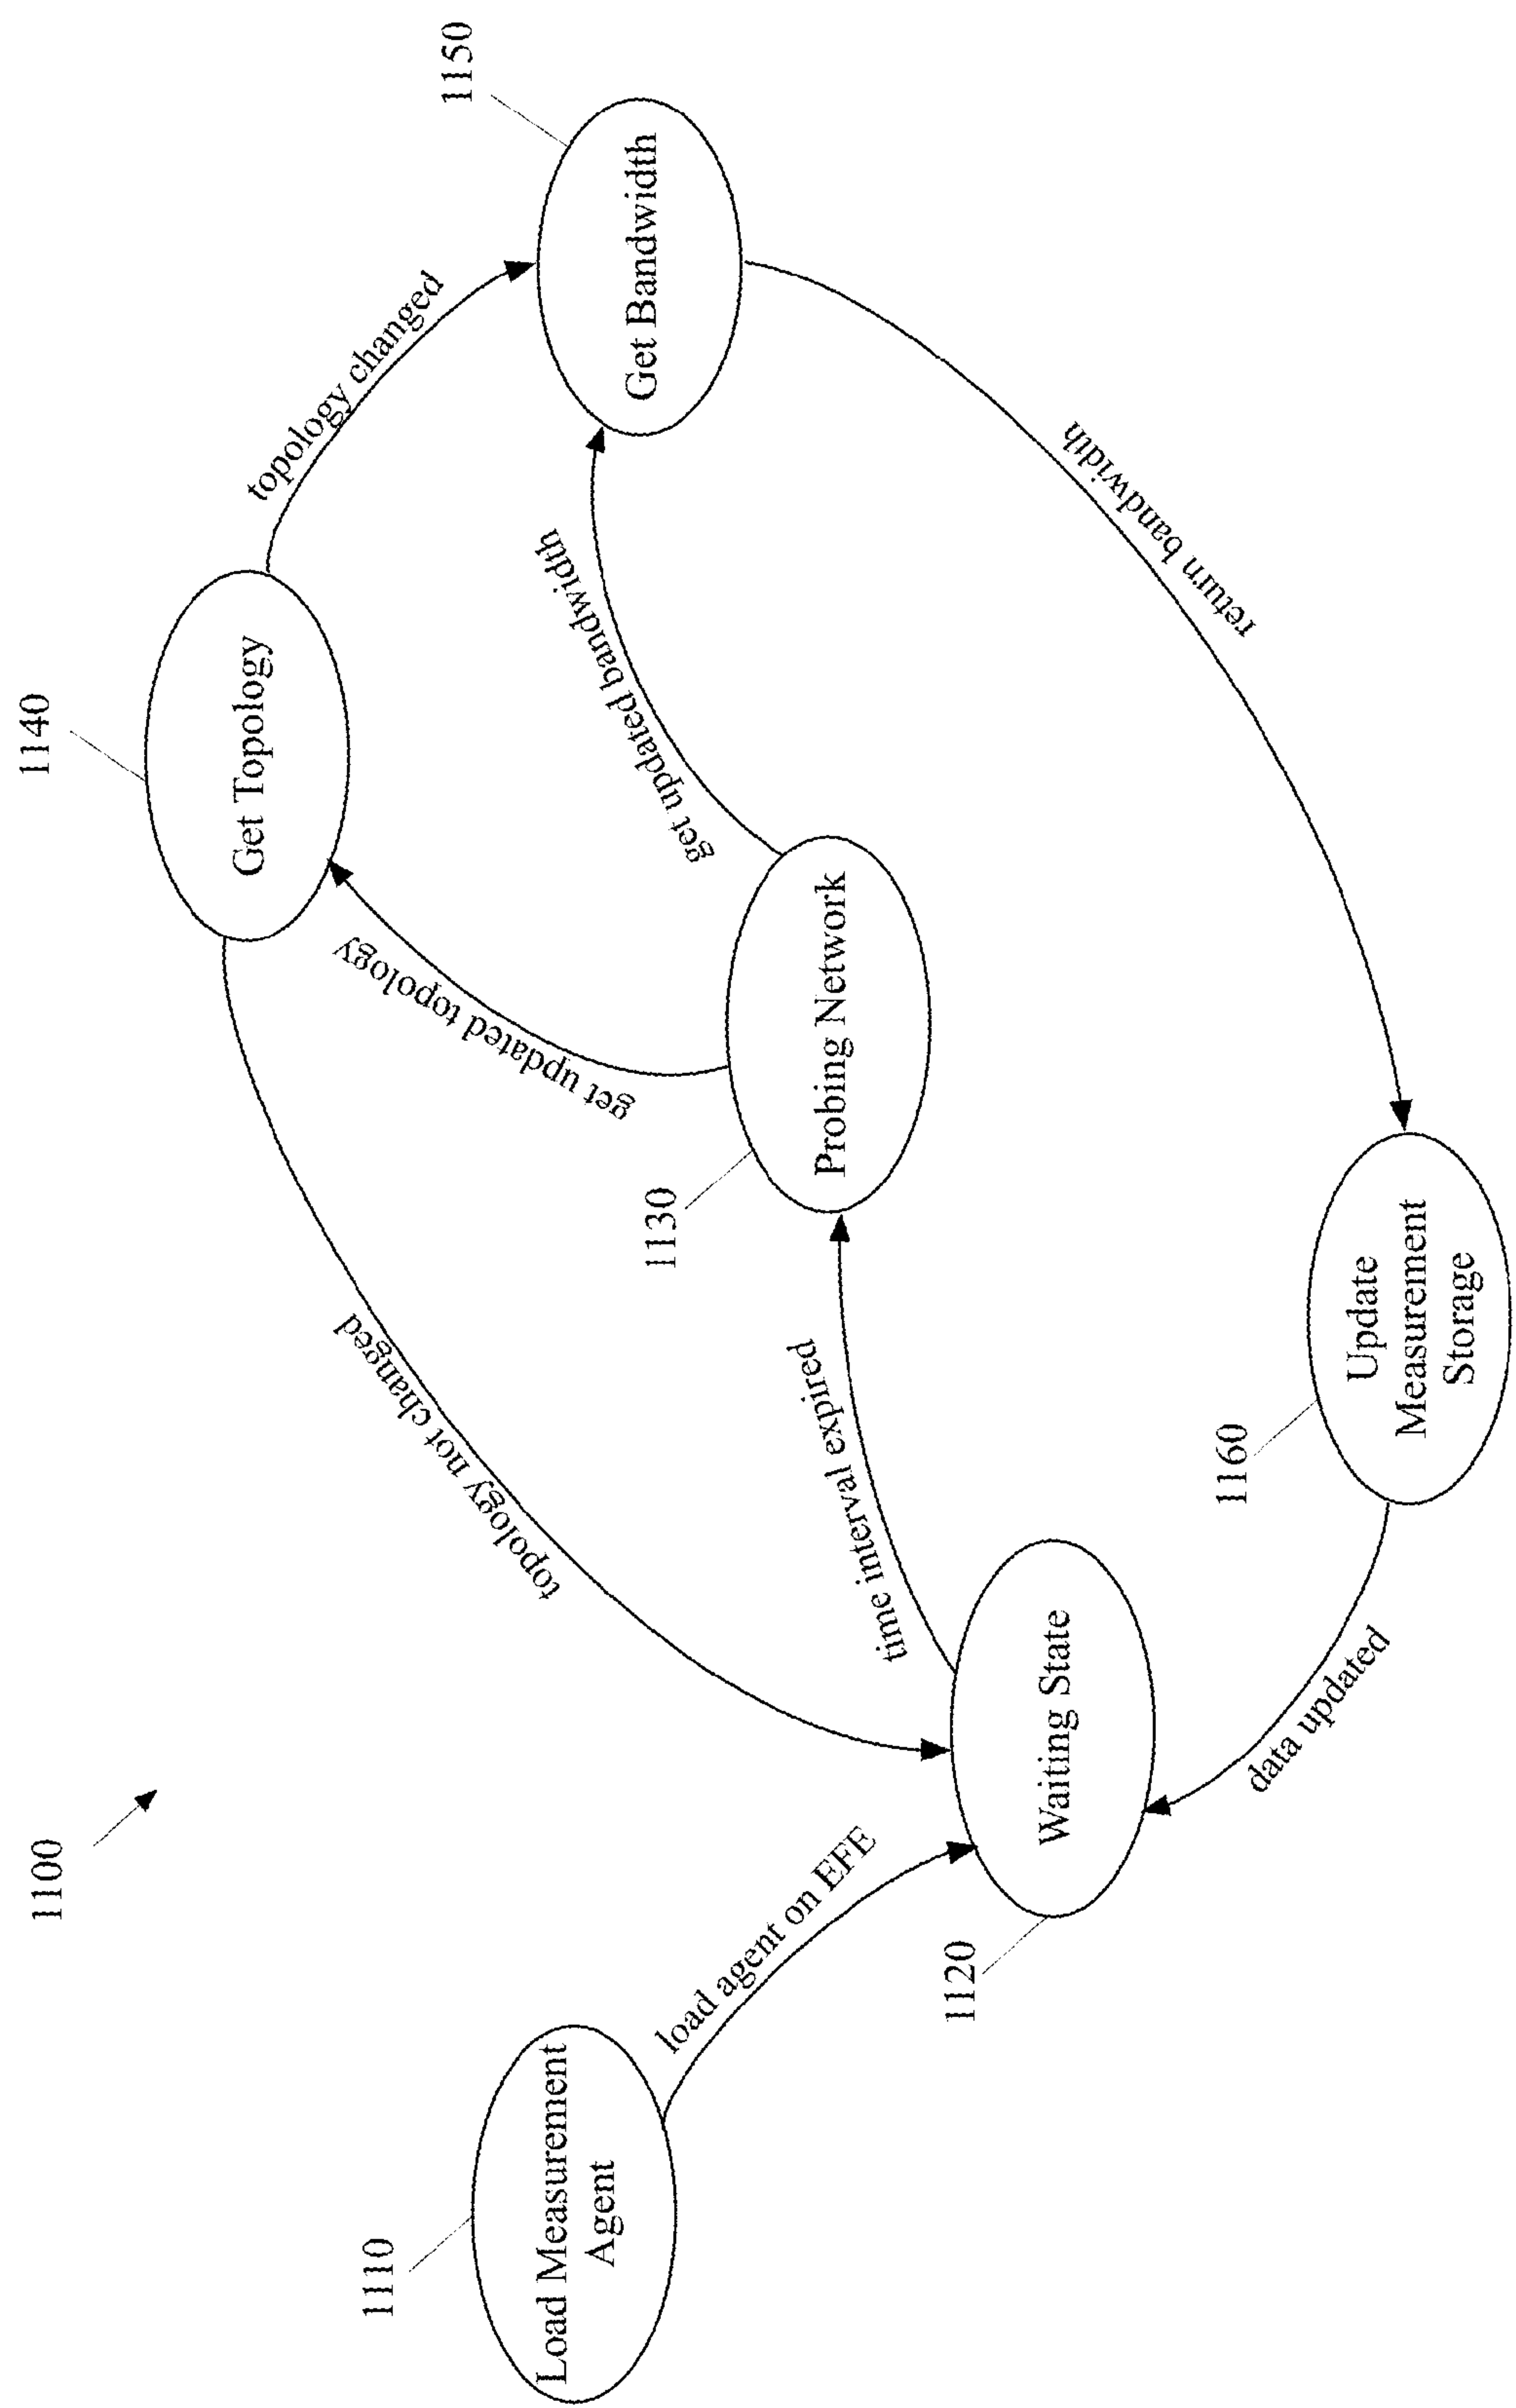 1100
1110
Load Measurement
Agent
load agent on EFE
1120
Waiting State
time interval expired
1130
Probing Network
get updated topology
1140
Get Topology
topology not changed
topology changed
get updated bandwidth
1150
Get Bandwidth
return bandwidth
1160
Update
Measurement
Storage
data updated